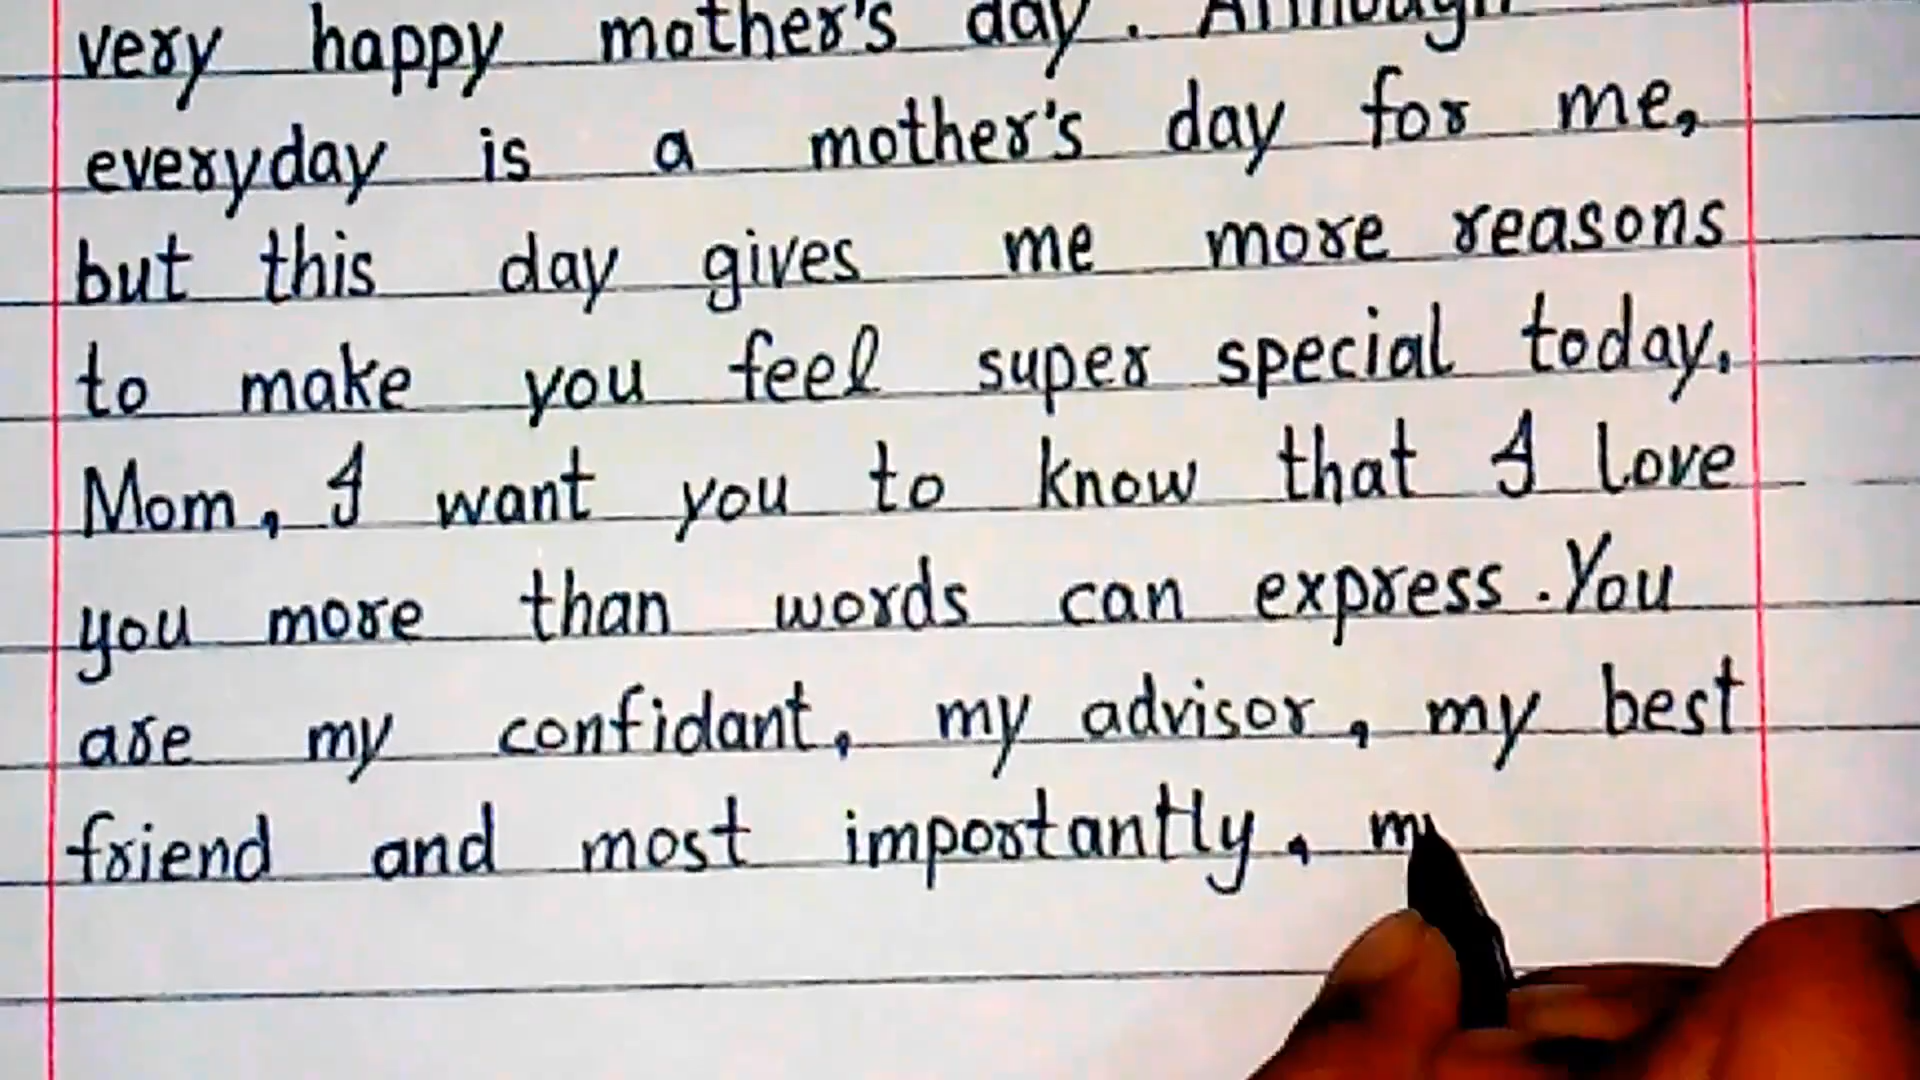 very happy mother's day. Although
everyday is a mother's day for me,
but this day gives me more reasons
to make you feel super special today.
Mom, I want you to know that I love
you more than words can express. You
are my confidant, my advisor, my best
friend and most importantly, my